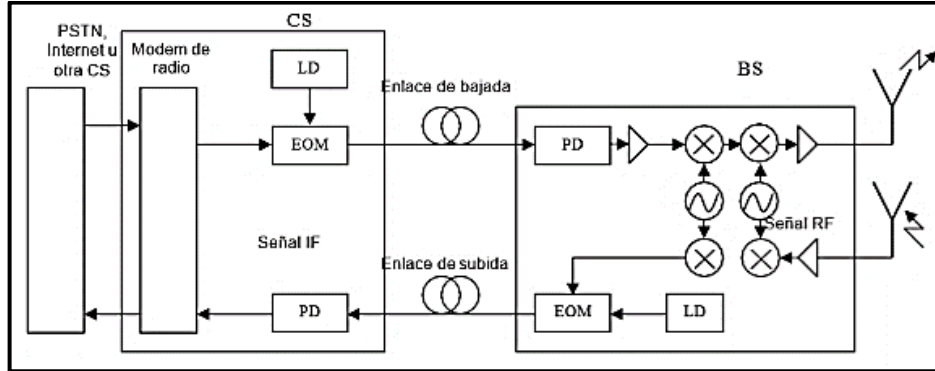 CS
PSTN,
Internet u
otra CS
Modem de
radio
LD
Enlace de bajada
BS
EOM
PD
Señal RF
Señal IF
Enlace de subida
PD
EOM
LD